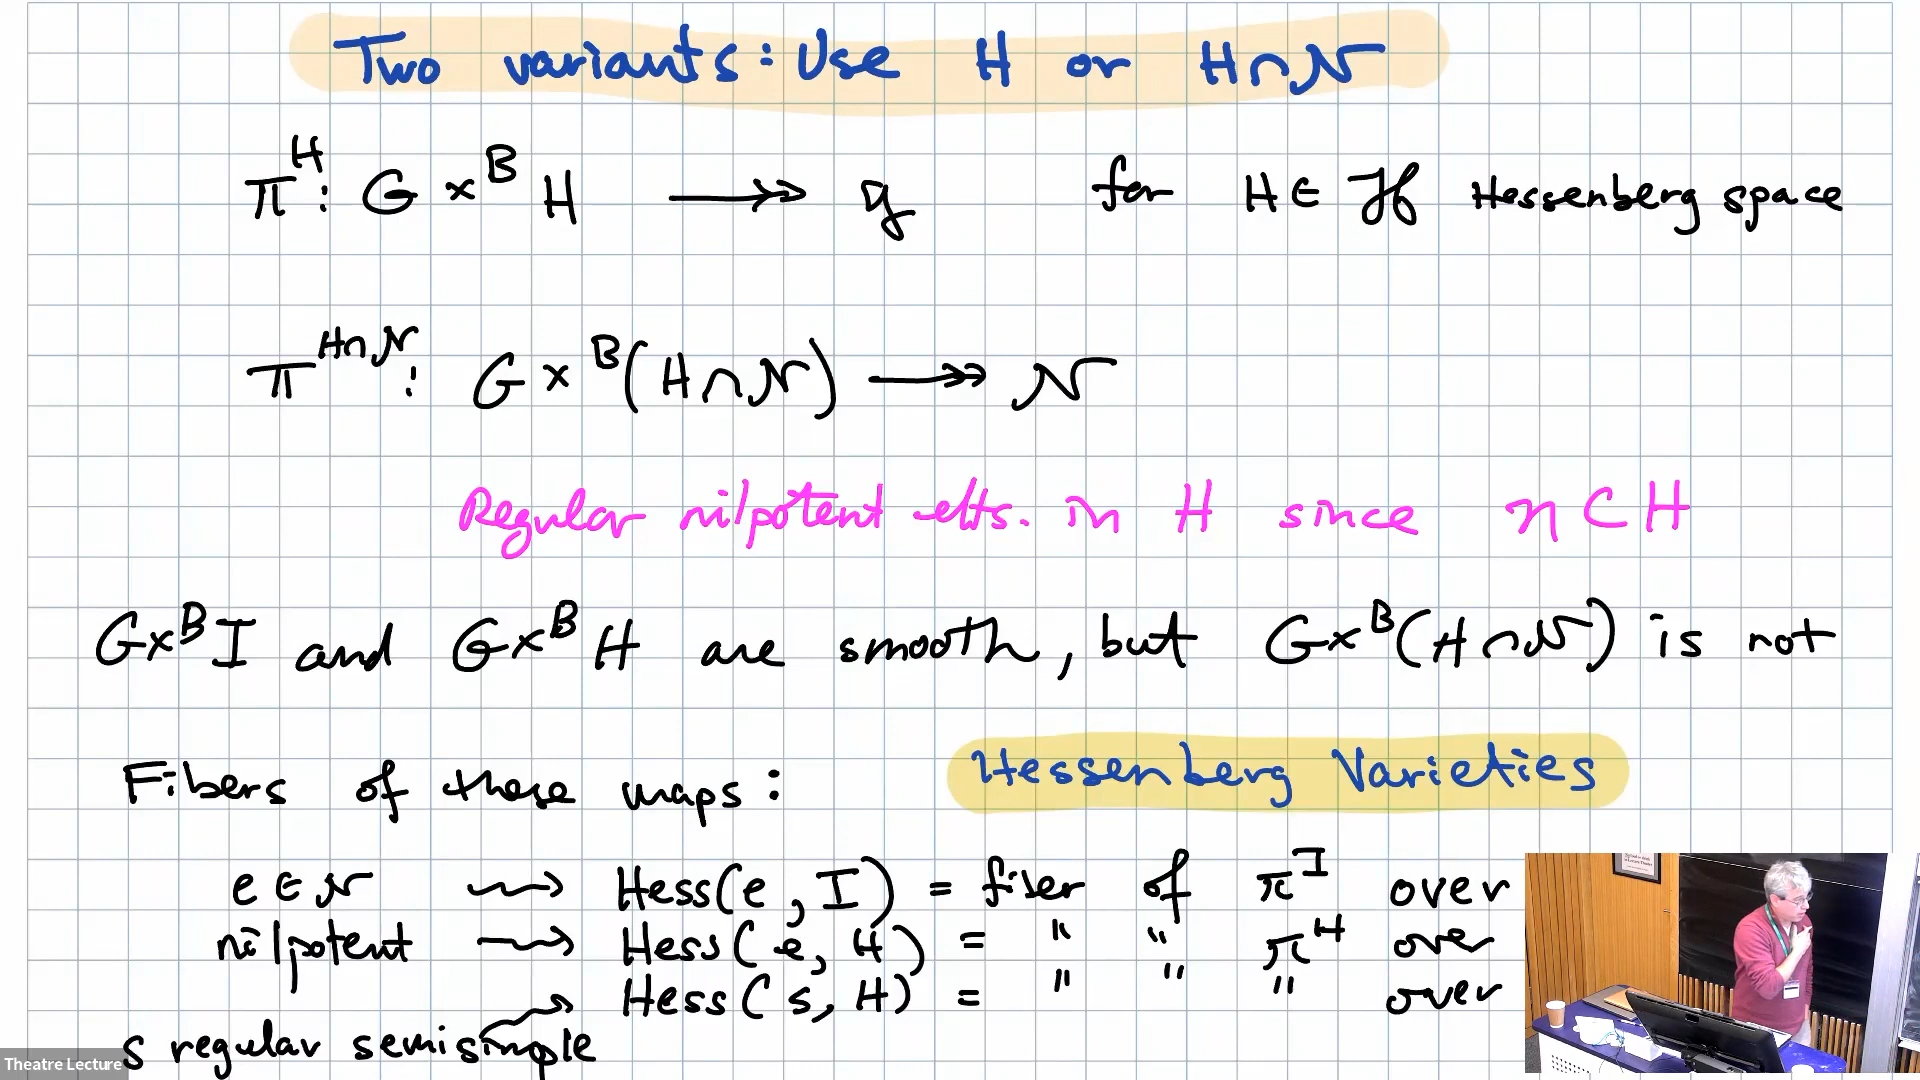 Two variants: Use H or H∩𝒩
π^H: G ×^B H ↠ 𝔤 for H ∈ ℋ Hessenberg space
π^{H∩𝒩}: G ×^B (H∩𝒩) ↠ 𝒩
Regular nilpotent elts. in H since 𝔫 ⊂ H
G×^B I and G×^B H are smooth, but G×^B(H∩𝒩) is not
Fibers of these maps: Hessenberg Varieties
e ∈ 𝒩 ⇝ Hess(e, I) = fiber of π^I over
nilpotent ⇝ Hess(e, H) = " " π^H over
⇝ Hess(s, H) = " " " over
s regular semisimple
Theatre Lecture